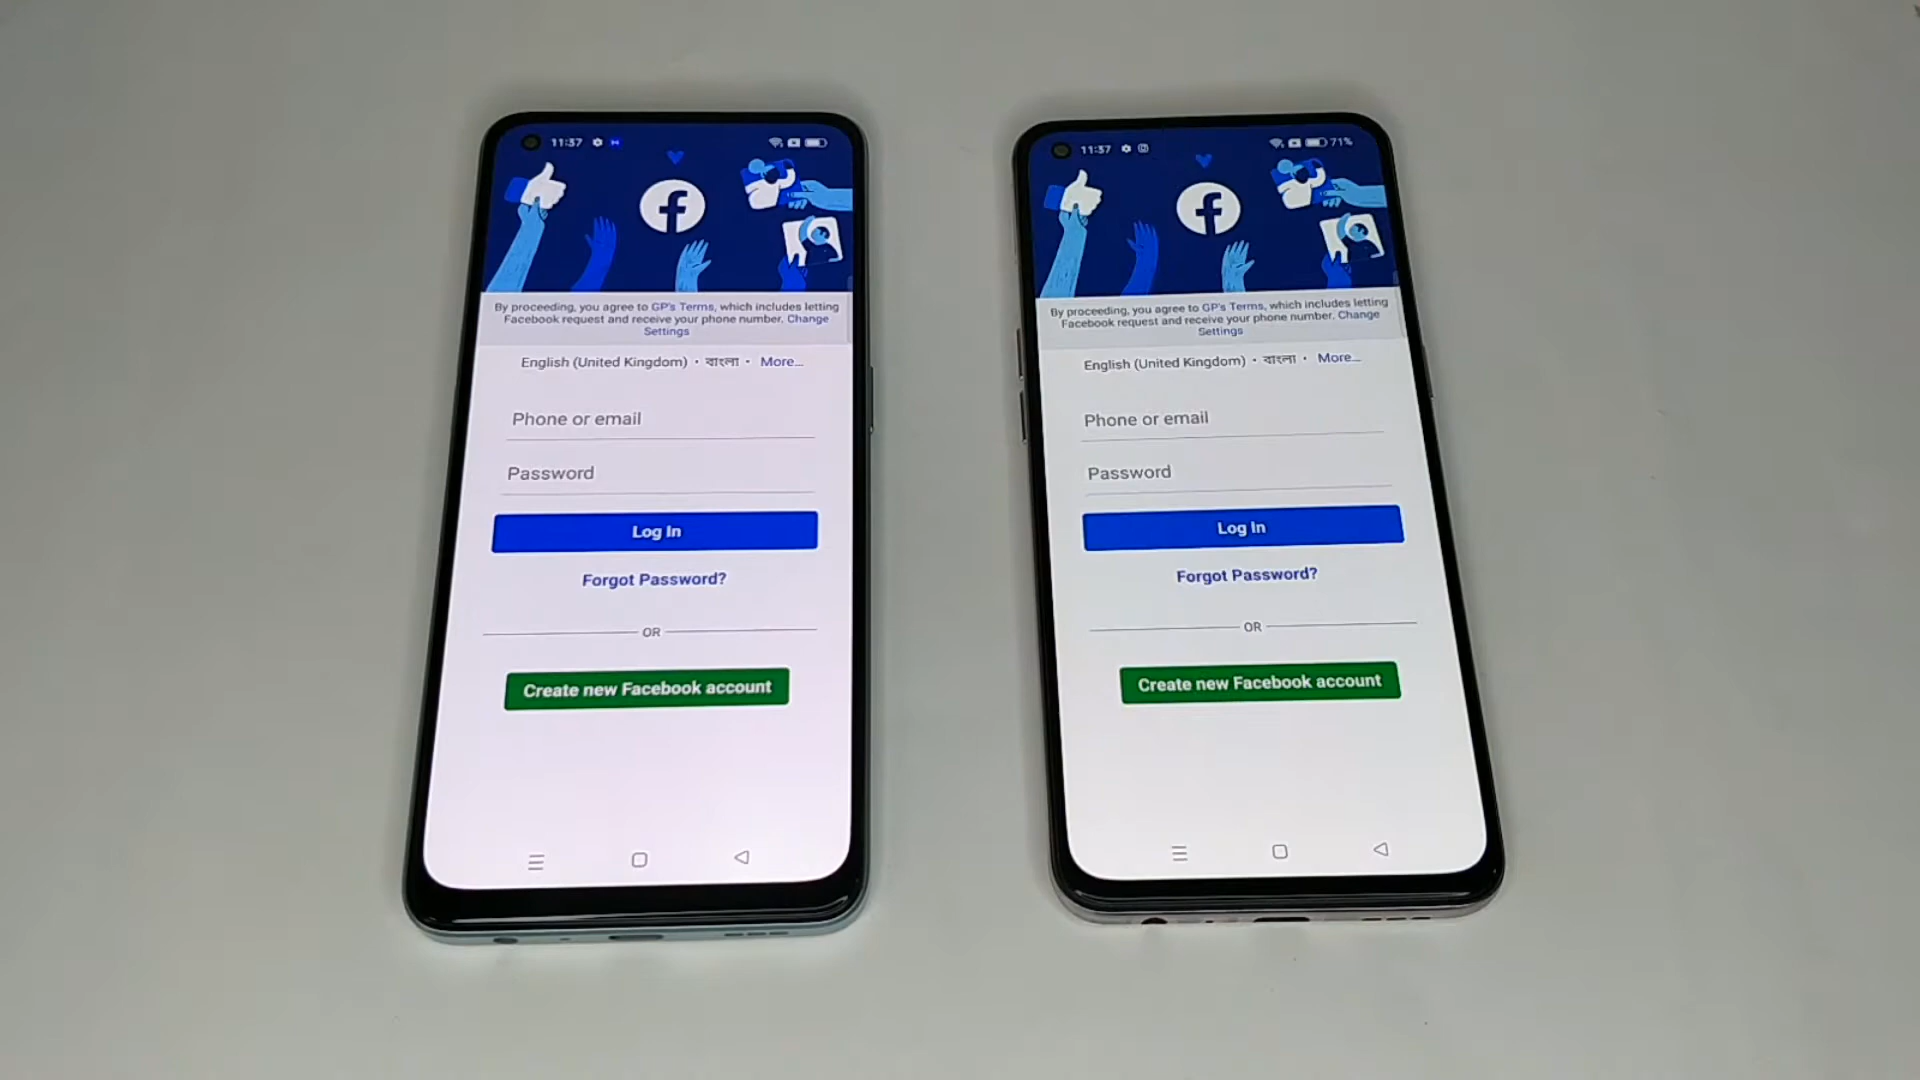 11:37
By proceeding, you agree to GP's Terms, which includes letting
Facebook request and receive your phone number. Change
Settings
English (United Kingdom) · বাংলা · More...
Phone or email
Password
Log In
Forgot Password?
OR
Create new Facebook account
11:37 71%
By proceeding, you agree to GP's Terms, which includes letting
Facebook request and receive your phone number. Change
Settings
English (United Kingdom) · বাংলা · More...
Phone or email
Password
Log In
Forgot Password?
OR
Create new Facebook account